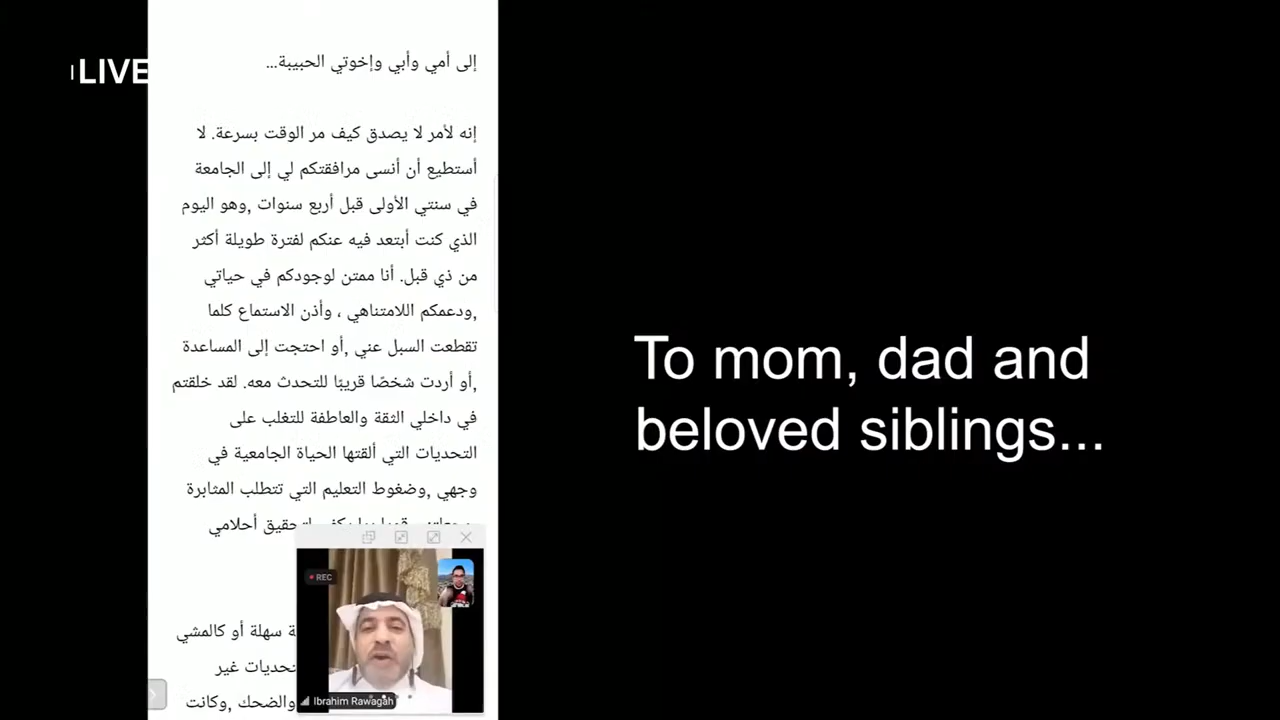 LIVE
إلى أمي وأبي وإخوتي الحبيبة...
إنه لأمر لا يصدق كيف مر الوقت بسرعة. لا
أستطيع أن أنسى مرافقتكم لي إلى الجامعة
في سنتي الأولى قبل أربع سنوات ,وهو اليوم
الذي كنت أبتعد فيه عنكم لفترة طويلة أكثر
من ذي قبل. أنا ممتن لوجودكم في حياتي
,ودعمكم اللامتناهي ، وأذن الاستماع كلما
تقطعت السبل عني ,أو احتجت إلى المساعدة
,أو أردت شخصًا قريبًا للتحدث معه. لقد خلقتم
في داخلي الثقة والعاطفة للتغلب على
التحديات التي ألقتها الحياة الجامعية في
وجهي ,وضغوط التعليم التي تتطلب المثابرة
لتحقيق أحلامي
سهلة أو كالمشي
غير
والضحك ,وكانت
REC
Ibrahim Rawagah
To mom, dad and
beloved siblings...